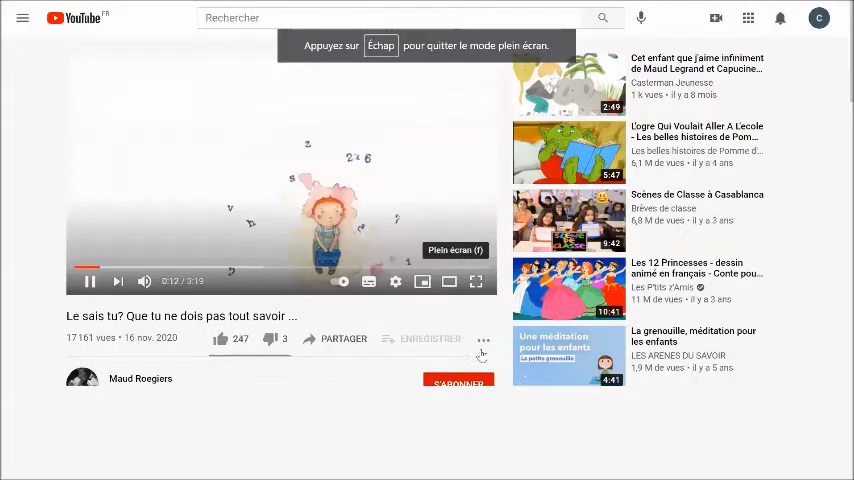 YouTube FR
Rechercher
C
Appuyez sur Échap pour quitter le mode plein écran.
z
2x6
s
v
n
?
e
1
Plein écran (f)
0:12 / 3:19
Le sais tu? Que tu ne dois pas tout savoir ...
17 161 vues • 16 nov. 2020
247
3
PARTAGER
ENREGISTRER
Maud Roegiers
S'ABONNER
2:49
Cet enfant que j'aime infiniment
de Maud Legrand et Capucine...
Casterman Jeunesse
1 k vues • il y a 8 mois
5:47
L'ogre Qui Voulait Aller A L'ecole
- Les belles histoires de Pom...
Les belles histoires de Pomme d'...
6,1 M de vues • il y a 4 ans
SCÈNE
DE
CLASSE
9:42
Scènes de Classe à Casablanca
Brèves de classe
6,8 M de vues • il y a 3 ans
10:41
Les 12 Princesses - dessin
animé en français - Conte pou...
Les P'tits z'Amis
11 M de vues • il y a 3 ans
Une méditation
pour les enfants
La petite grenouille
4:41
La grenouille, méditation pour
les enfants
LES ARENES DU SAVOIR
1,9 M de vues • il y a 5 ans